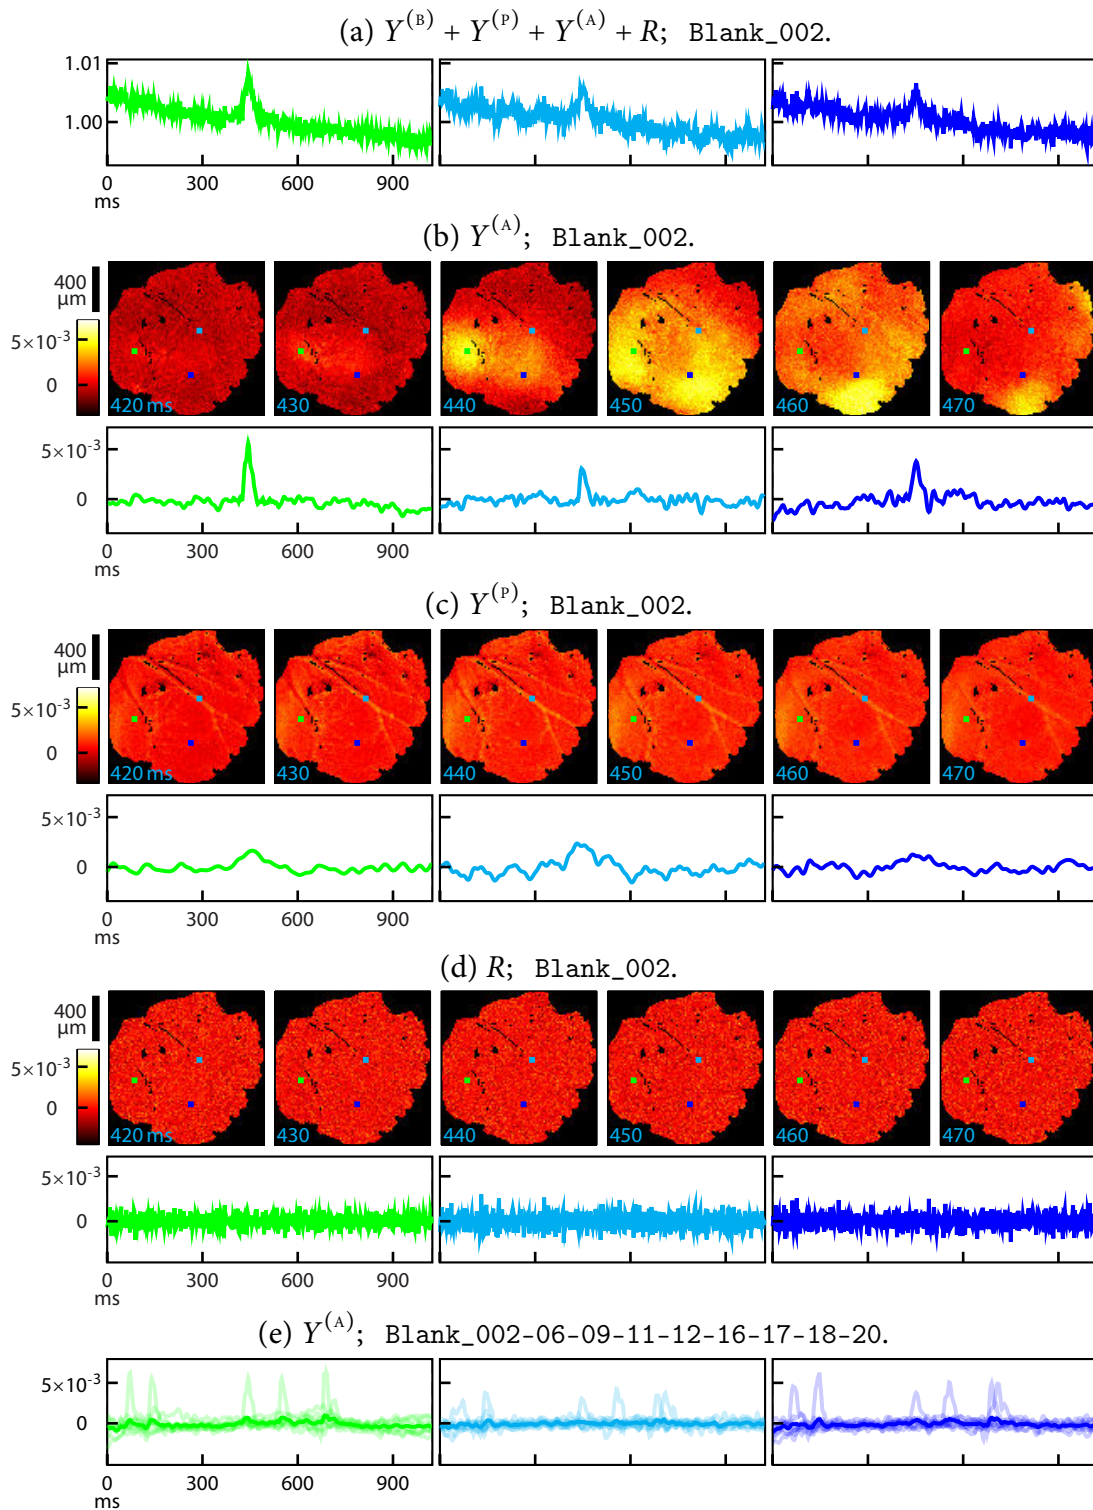 (a) Y(B) + Y(P) + Y(A) + R; Blank_002.
1.01
1.00
0 300 600 900
ms
(b) Y(A); Blank_002.
400 µm
5×10-3
0
420 ms 430 440 450 460 470
5×10-3
0
0 300 600 900
ms
(c) Y(P); Blank_002.
400 µm
5×10-3
0
420 ms 430 440 450 460 470
5×10-3
0
0 300 600 900
ms
(d) R; Blank_002.
400 µm
5×10-3
0
420 ms 430 440 450 460 470
5×10-3
0
0 300 600 900
ms
(e) Y(A); Blank_002-06-09-11-12-16-17-18-20.
5×10-3
0
0 300 600 900
ms